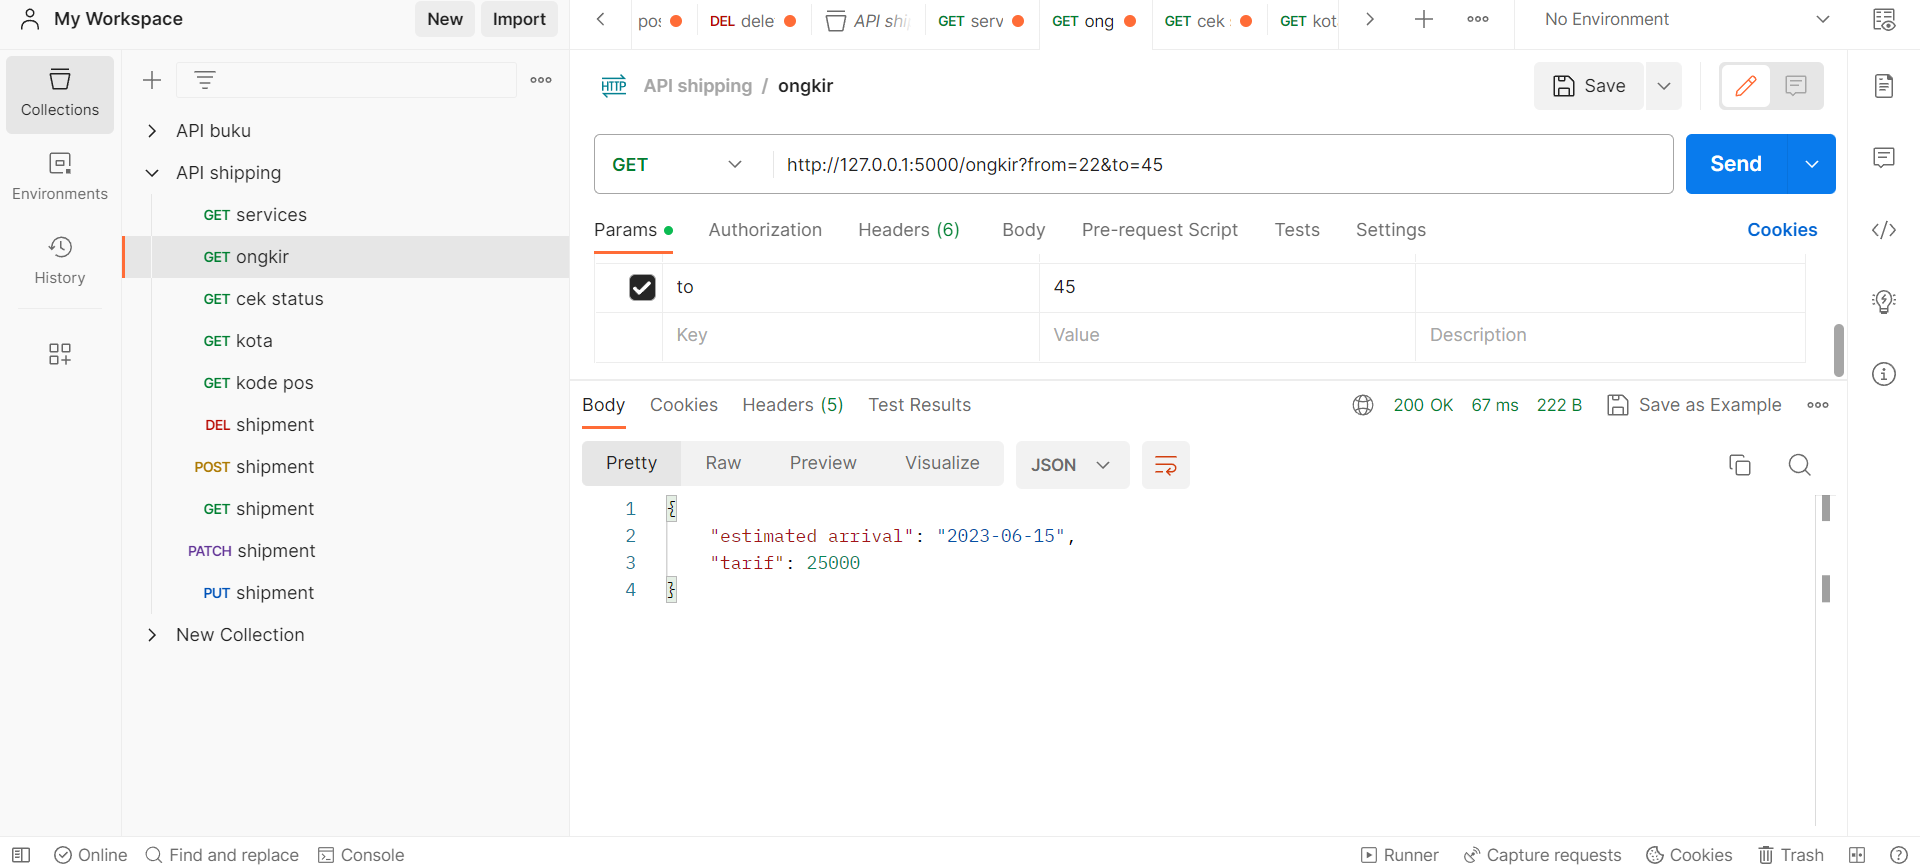 My Workspace
New
Import
pos
DEL dele
API shi
GET serv
GET ong
GET cek
GET kot
No Environment
Collections
Environments
History
API buku
API shipping
GET services
GET ongkir
GET cek status
GET kota
GET kode pos
DEL shipment
POST shipment
GET shipment
PATCH shipment
PUT shipment
New Collection
HTTP API shipping / ongkir
Save
GET
http://127.0.0.1:5000/ongkir?from=22&to=45
Send
Params
Authorization
Headers (6)
Body
Pre-request Script
Tests
Settings
Cookies
to
45
Key
Value
Description
Body
Cookies
Headers (5)
Test Results
200 OK
67 ms
222 B
Save as Example
Pretty
Raw
Preview
Visualize
JSON
1 {
2 "estimated arrival": "2023-06-15",
3 "tarif": 25000
4 }
Online
Find and replace
Console
Runner
Capture requests
Cookies
Trash